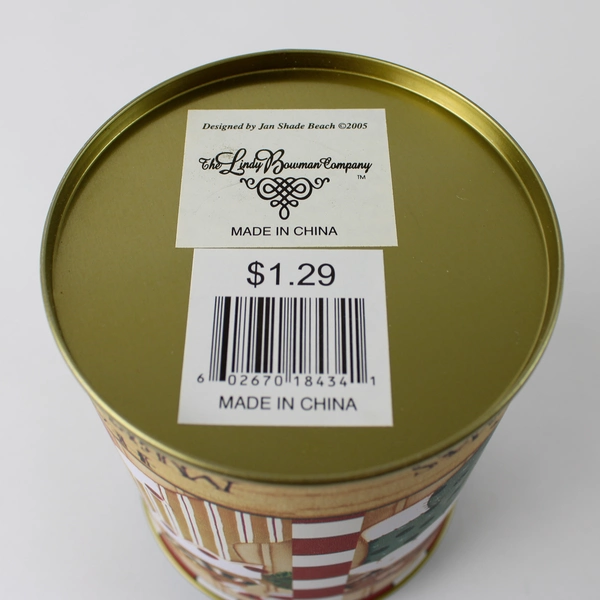 Designed by Jan Shade Beach ©2005
The Lindy Bowman Company
™
MADE IN CHINA
$1.29
6 02670 18434 1
MADE IN CHINA